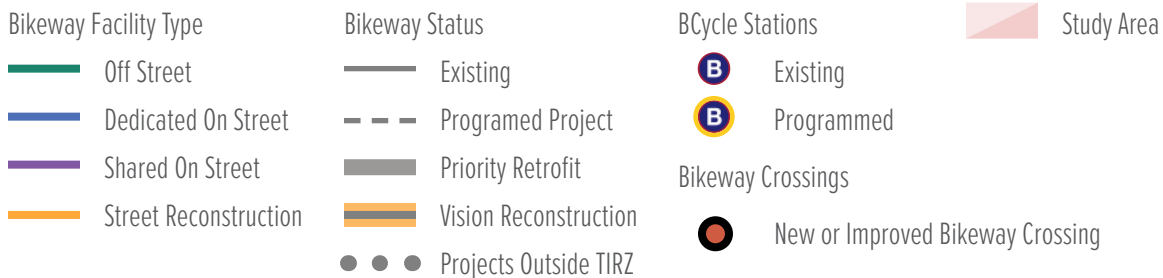 Bikeway Facility Type
Off Street
Dedicated On Street
Shared On Street
Street Reconstruction
Bikeway Status
Existing
Programed Project
Priority Retrofit
Vision Reconstruction
Projects Outside TIRZ
BCycle Stations
B Existing
B Programmed
Bikeway Crossings
New or Improved Bikeway Crossing
Study Area